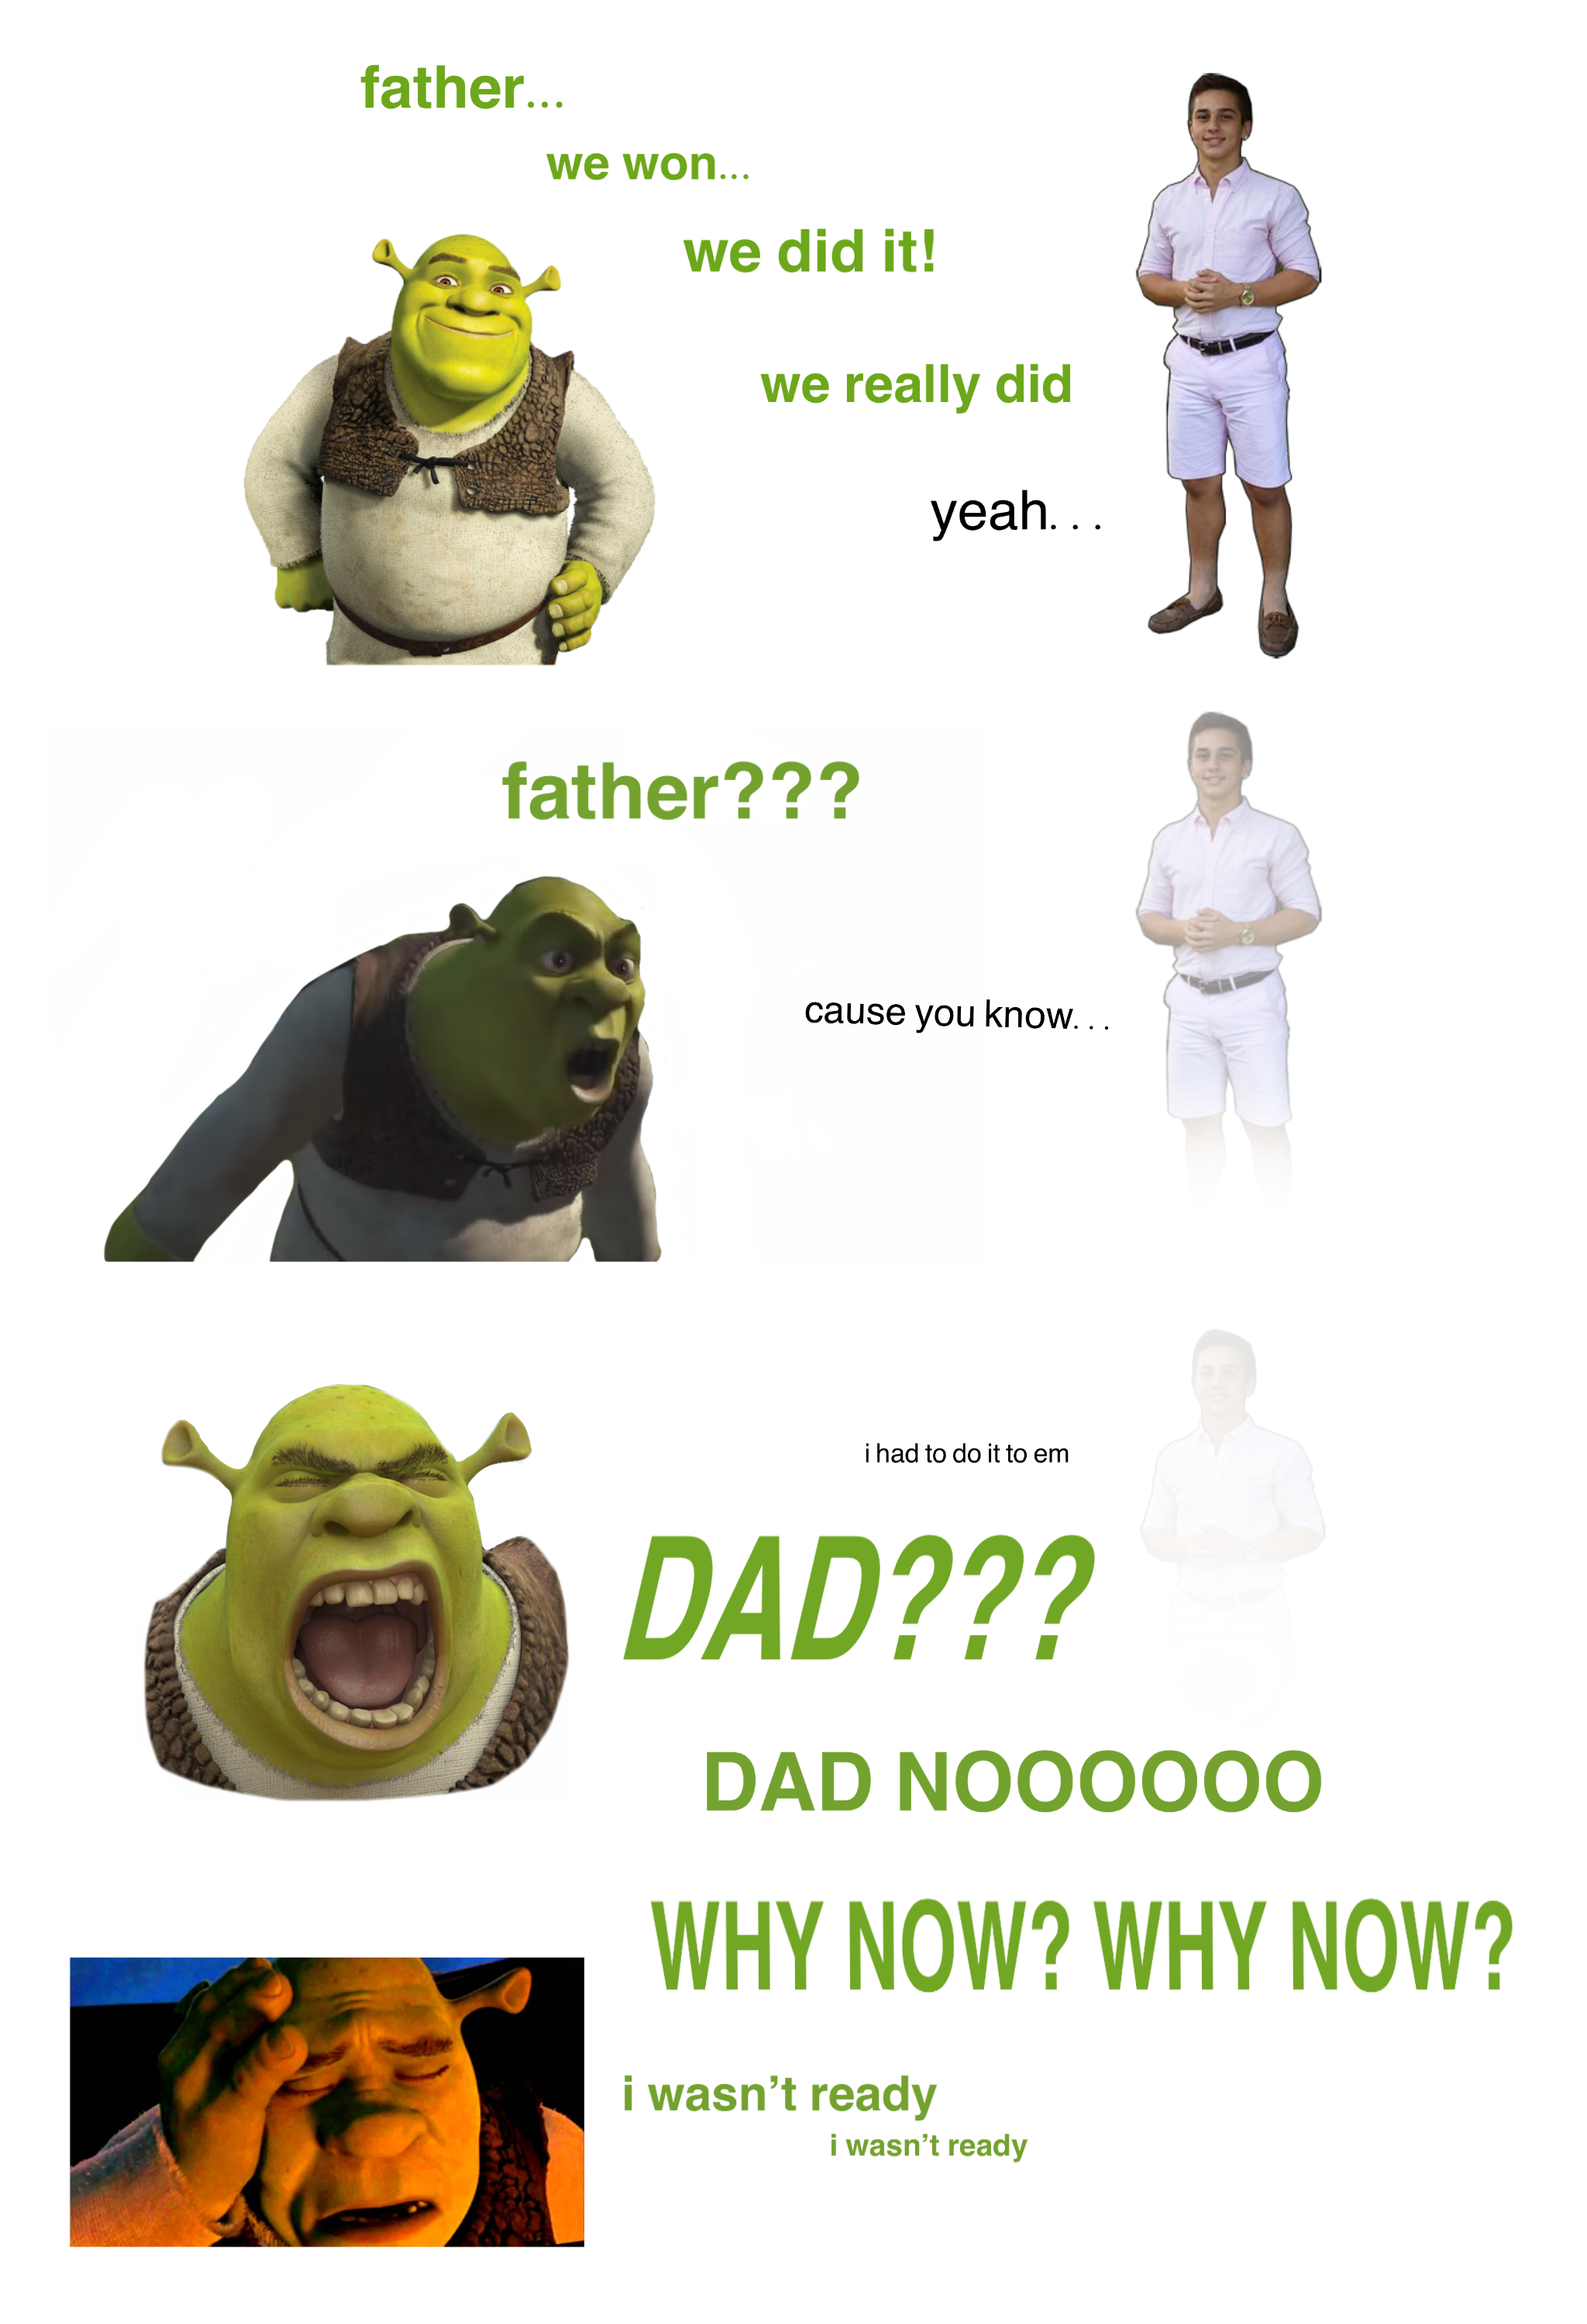 father...
we won...
we did it!
we really did
yeah. . .
father???
cause you know. . .
i had to do it to em
DAD???
DAD NOOOOOO
WHY NOW? WHY NOW?
i wasn’t ready
i wasn’t ready